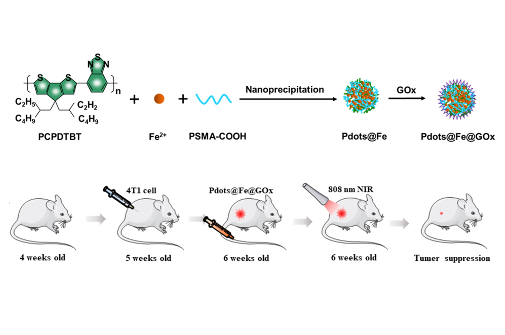 S
N N
S S
n
C₂H₅ C₂H₂
C₄H₉ C₄H₉
PCPDTBT
+
Fe²⁺
+
PSMA-COOH
Nanoprecipitation
Pdots@Fe
GOx
Pdots@Fe@GOx
4 weeks old
4T1 cell
5 weeks old
Pdots@Fe@GOx
6 weeks old
808 nm NIR
6 weeks old
Tumer suppression